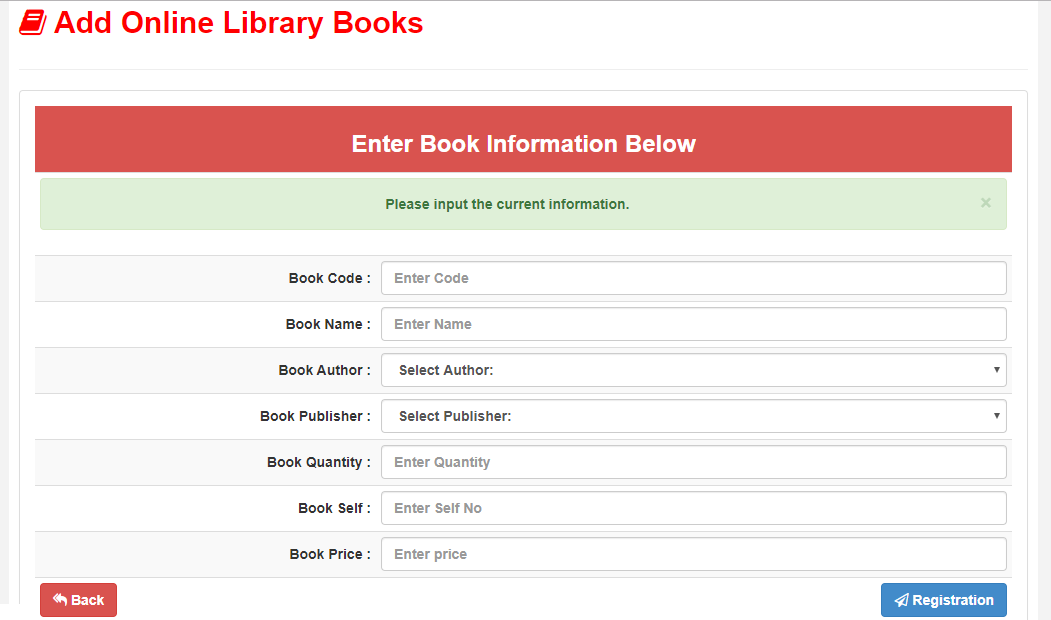 Add Online Library Books
Enter Book Information Below
Please input the current information. ×
Book Code : Enter Code
Book Name : Enter Name
Book Author : Select Author:
Book Publisher : Select Publisher:
Book Quantity : Enter Quantity
Book Self : Enter Self No
Book Price : Enter price
Back Registration